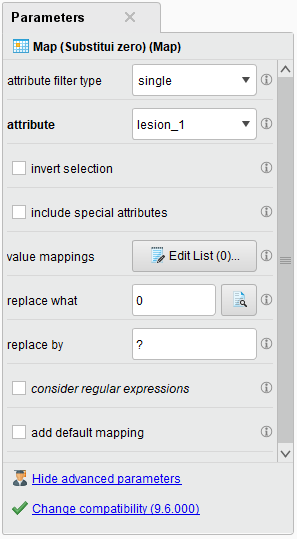 Parameters
Map (Substitui zero) (Map)
attribute filter type single
attribute lesion_1
invert selection
include special attributes
value mappings Edit List (0)...
replace what 0
replace by ?
consider regular expressions
add default mapping
Hide advanced parameters
Change compatibility (9.6.000)